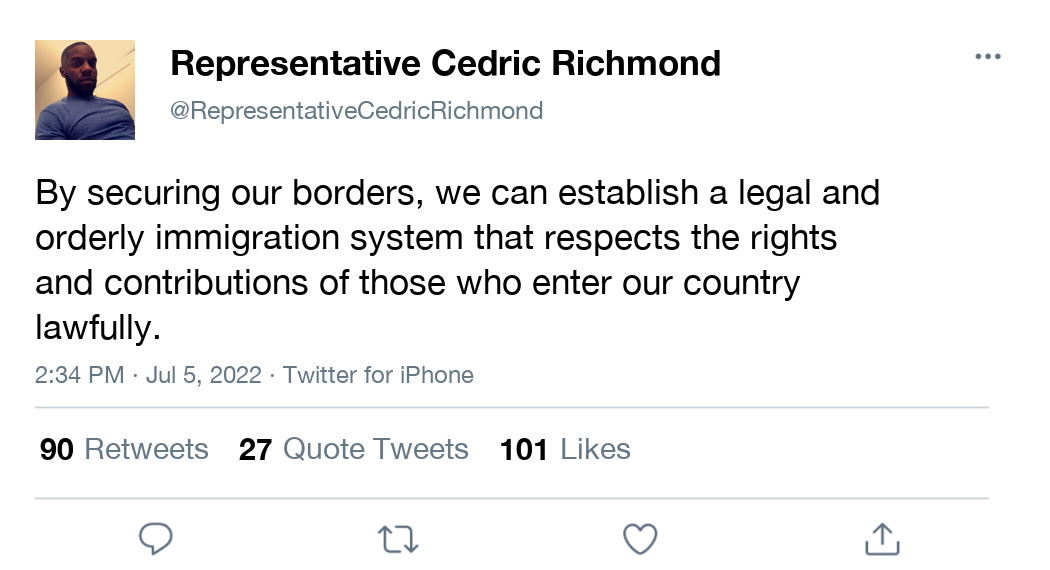 Representative Cedric Richmond
@RepresentativeCedricRichmond
By securing our borders, we can establish a legal and
orderly immigration system that respects the rights
and contributions of those who enter our country
lawfully.
2:34 PM · Jul 5, 2022 · Twitter for iPhone
90 Retweets 27 Quote Tweets 101 Likes